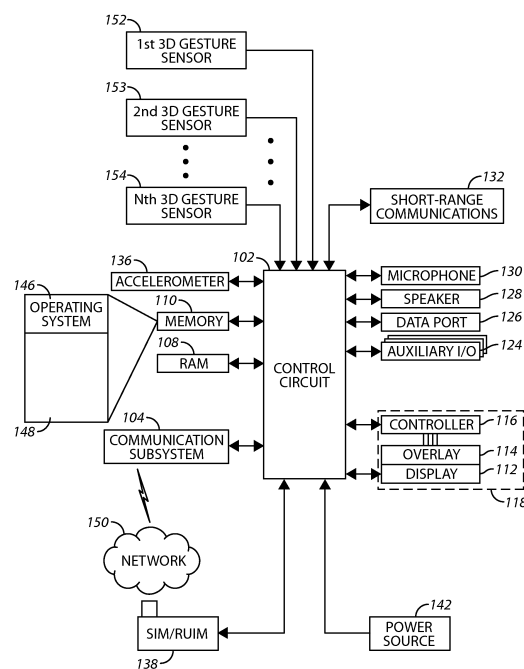 152
1st 3D GESTURE
SENSOR
153
2nd 3D GESTURE
SENSOR
154
Nth 3D GESTURE
SENSOR
132
SHORT-RANGE
COMMUNICATIONS
102
136
ACCELEROMETER
146
OPERATING
SYSTEM
148
110
MEMORY
108
RAM
104
COMMUNICATION
SUBSYSTEM
CONTROL
CIRCUIT
MICROPHONE
130
SPEAKER
128
DATA PORT
126
AUXILIARY I/O
124
CONTROLLER
116
OVERLAY
114
DISPLAY
112
118
150
NETWORK
SIM/RUIM
138
142
POWER
SOURCE